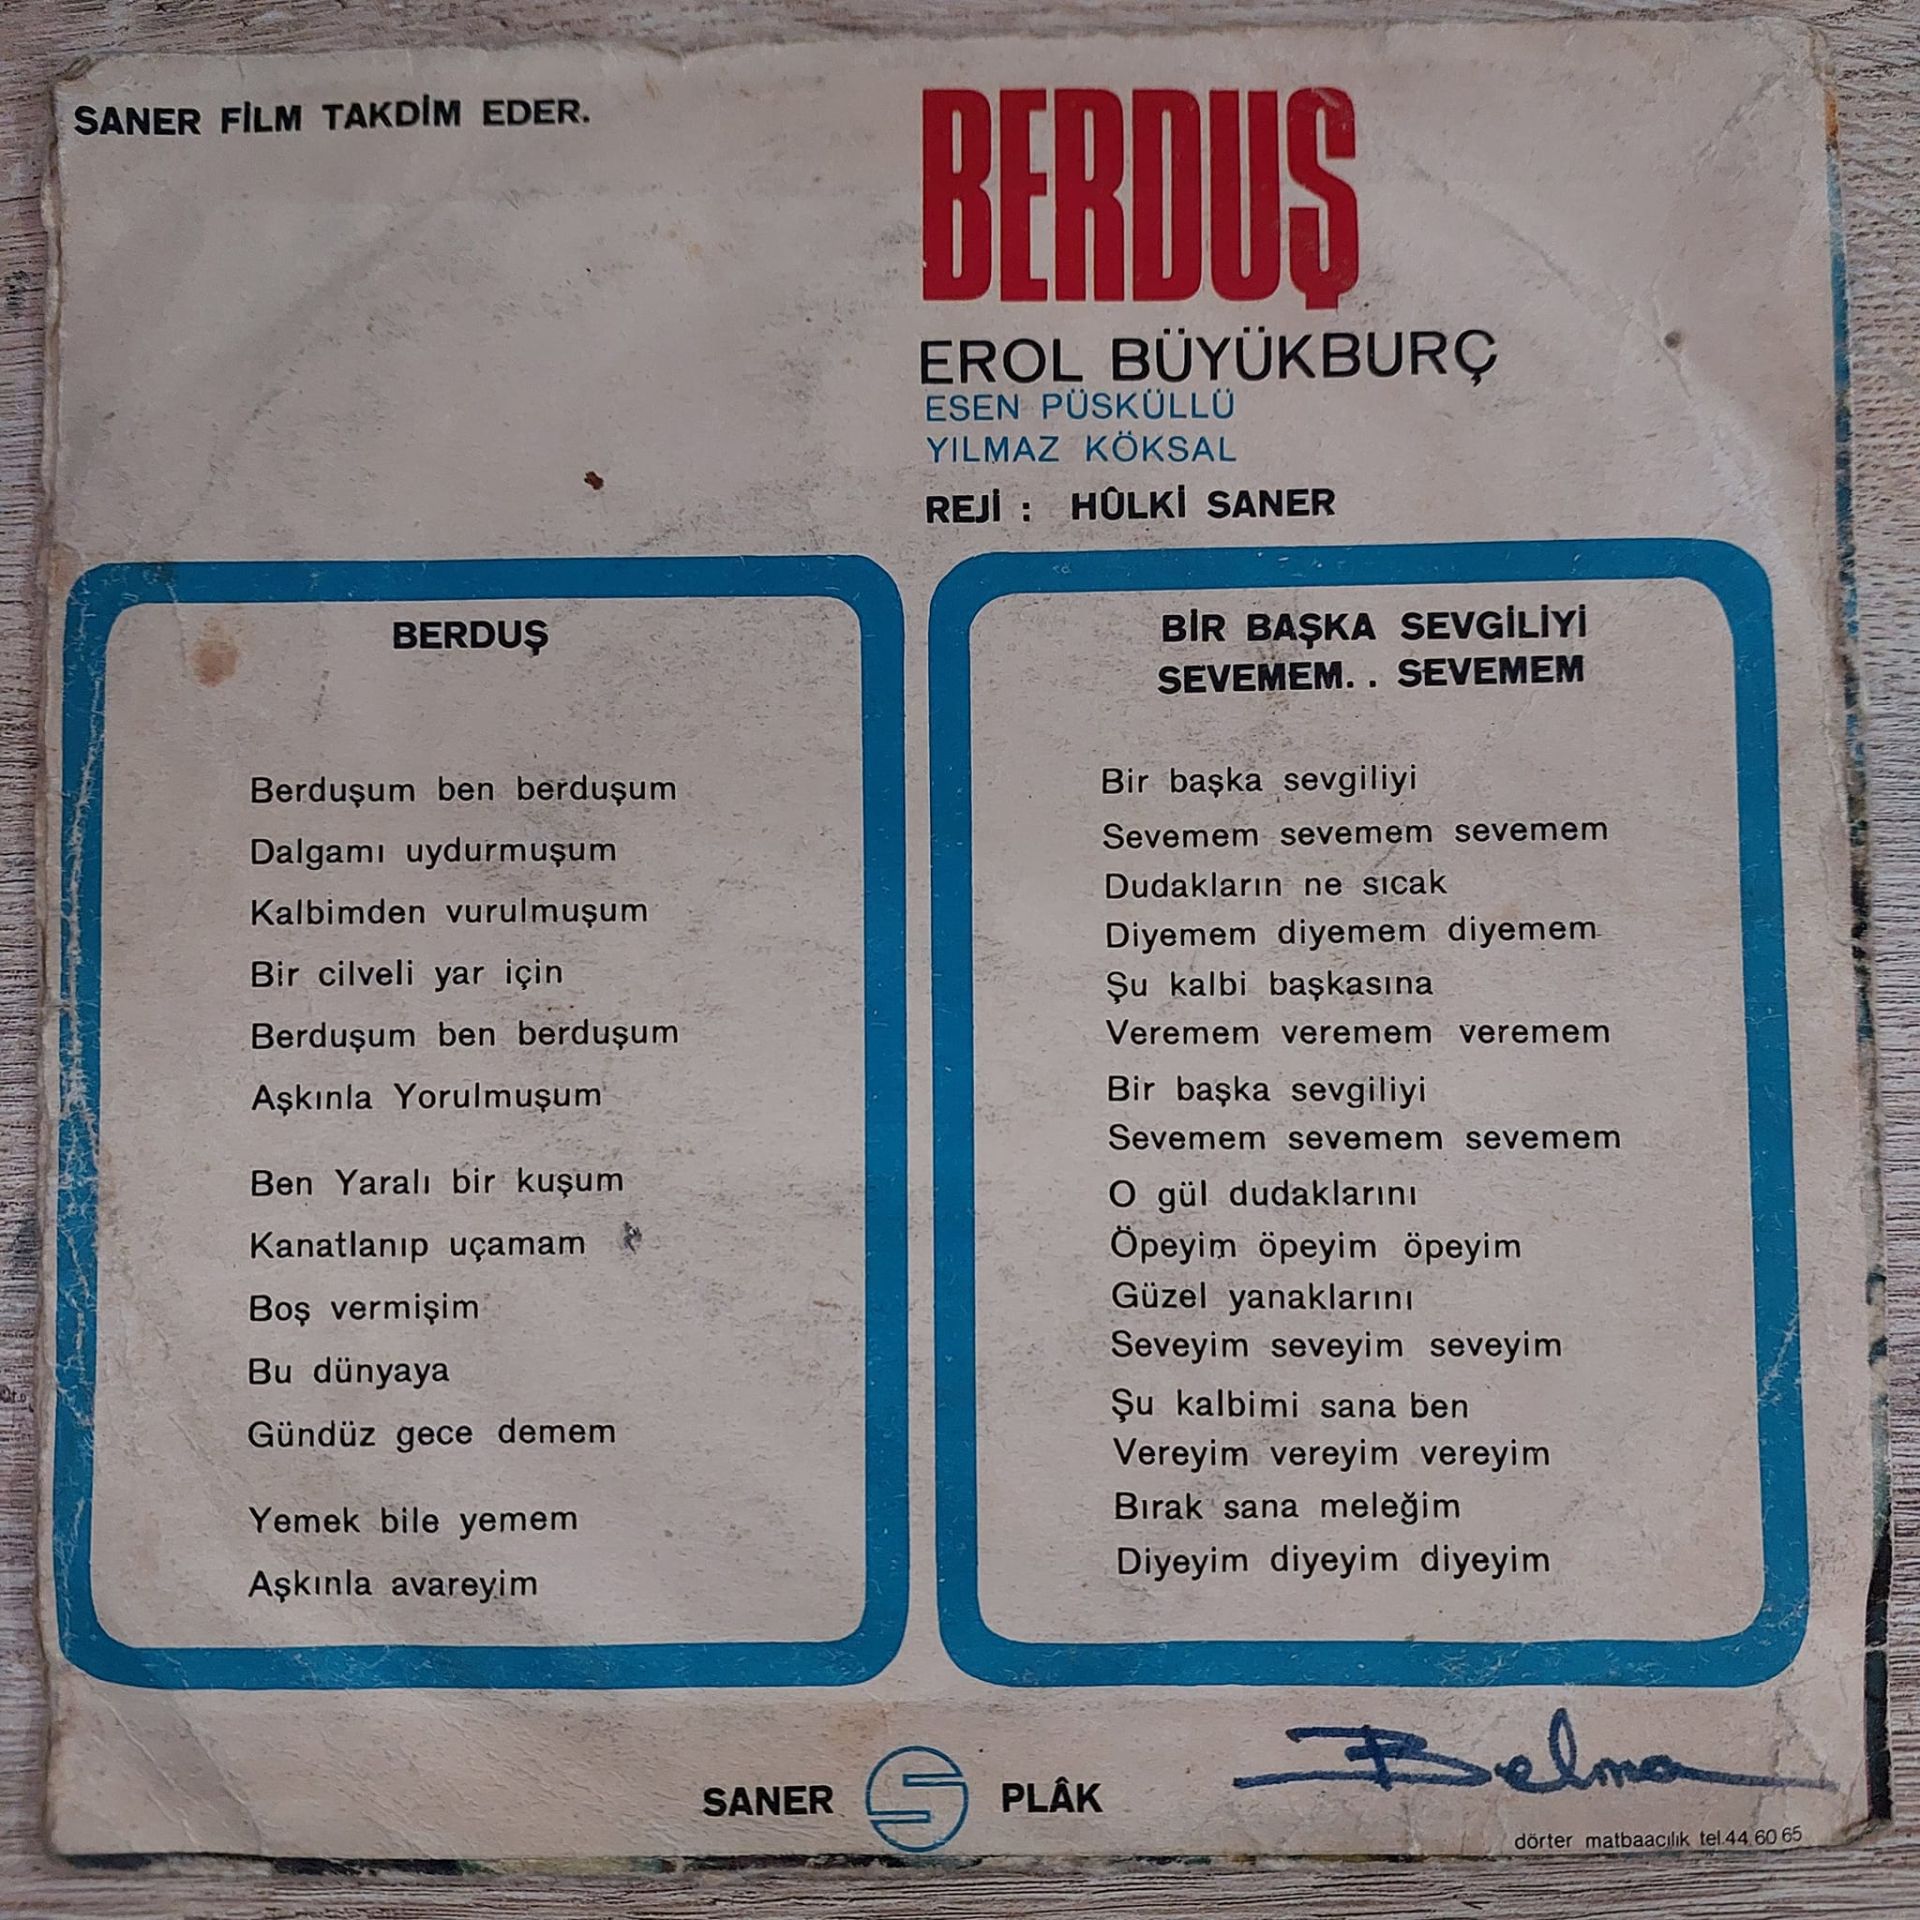 SANER FİLM TAKDİM EDER.
BERDUŞ
EROL BÜYÜKBURÇ
ESEN PÜSKÜLLÜ
YILMAZ KÖKSAL
REJİ : HÛLKİ SANER
BERDUŞ
Berduşum ben berduşum
Dalgamı uydurmuşum
Kalbimden vurulmuşum
Bir cilveli yar için
Berduşum ben berduşum
Aşkınla Yorulmuşum
Ben Yaralı bir kuşum
Kanatlanıp uçamam
Boş vermişim
Bu dünyaya
Gündüz gece demem
Yemek bile yemem
Aşkınla avareyim
BİR BAŞKA SEVGİLİYİ
SEVEMEM. . SEVEMEM
Bir başka sevgiliyi
Sevemem sevemem sevemem
Dudakların ne sıcak
Diyemem diyemem diyemem
Şu kalbi başkasına
Veremem veremem veremem
Bir başka sevgiliyi
Sevemem sevemem sevemem
O gül dudaklarını
Öpeyim öpeyim öpeyim
Güzel yanaklarını
Seveyim seveyim seveyim
Şu kalbimi sana ben
Vereyim vereyim vereyim
Bırak sana meleğim
Diyeyim diyeyim diyeyim
SANER S PLÂK
Belma
dörter matbaacılık tel.44 60 65